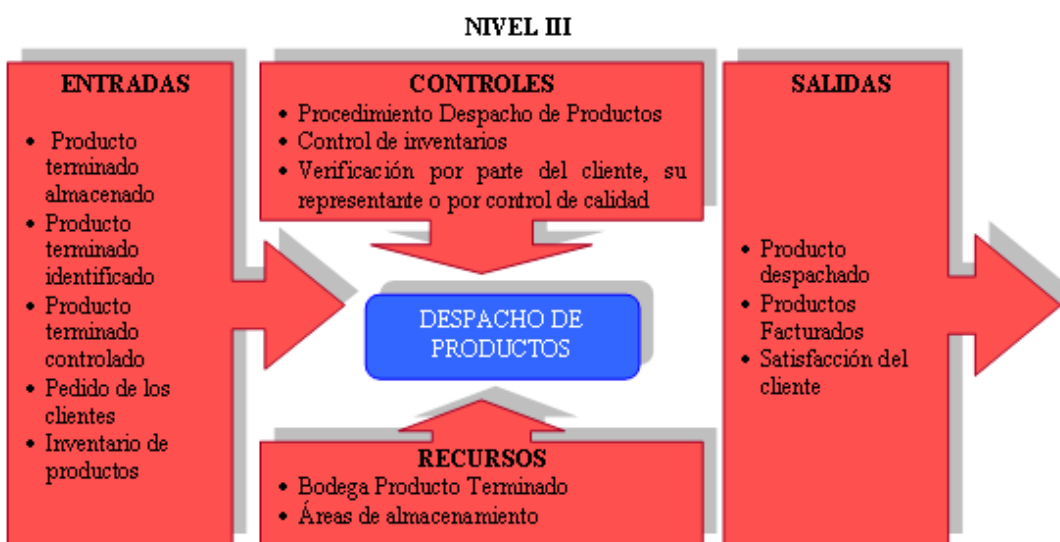 NIVEL III
ENTRADAS
• Producto
terminado
almacenado
• Producto
terminado
identificado
• Producto
terminado
controlado
• Pedido de los
clientes
• Inventario de
productos
CONTROLES
• Procedimiento Despacho de Productos
• Control de inventarios
• Verificación por parte del cliente, su
representante o por control de calidad
DESPACHO DE
PRODUCTOS
RECURSOS
• Bodega Producto Terminado
• Áreas de almacenamiento
SALIDAS
• Producto
despachado
• Productos
Facturados
• Satisfacción del
cliente